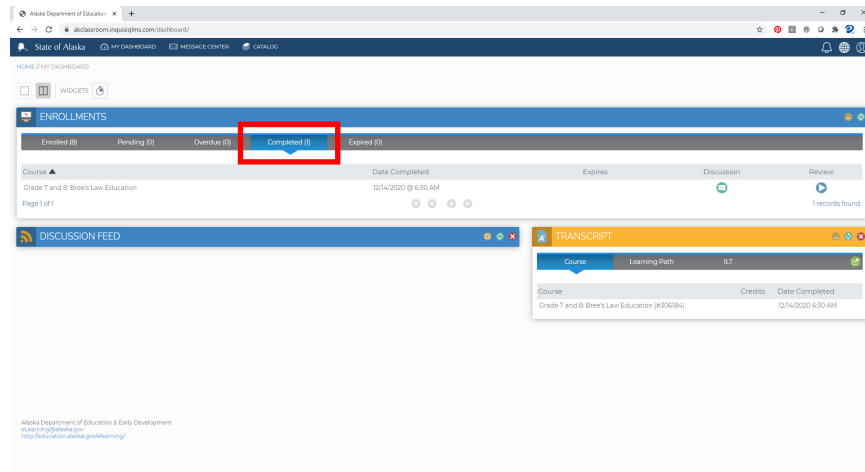 Alaska Department of Education
akclassroom.inquisiqlms.com/dashboard/
State of Alaska MY DASHBOARD MESSAGE CENTER CATALOG
HOME // MY DASHBOARD
WIDGETS
ENROLLMENTS
Enrolled (8) Pending (0) Overdue (0) Completed (1) Expired (0)
Course Date Completed Expires Discussion Review
Grade 7 and 8: Bree's Law Education 12/14/2020 @ 6:30 AM
Page 1 of 1 1 records found.
DISCUSSION FEED
TRANSCRIPT
Course Learning Path ILT
Course Credits Date Completed
Grade 7 and 8: Bree's Law Education (#306184) 12/14/2020 6:30 AM
Alaska Department of Education & Early Development
eLearning@alaska.gov
http://education.alaska.gov/elearning/